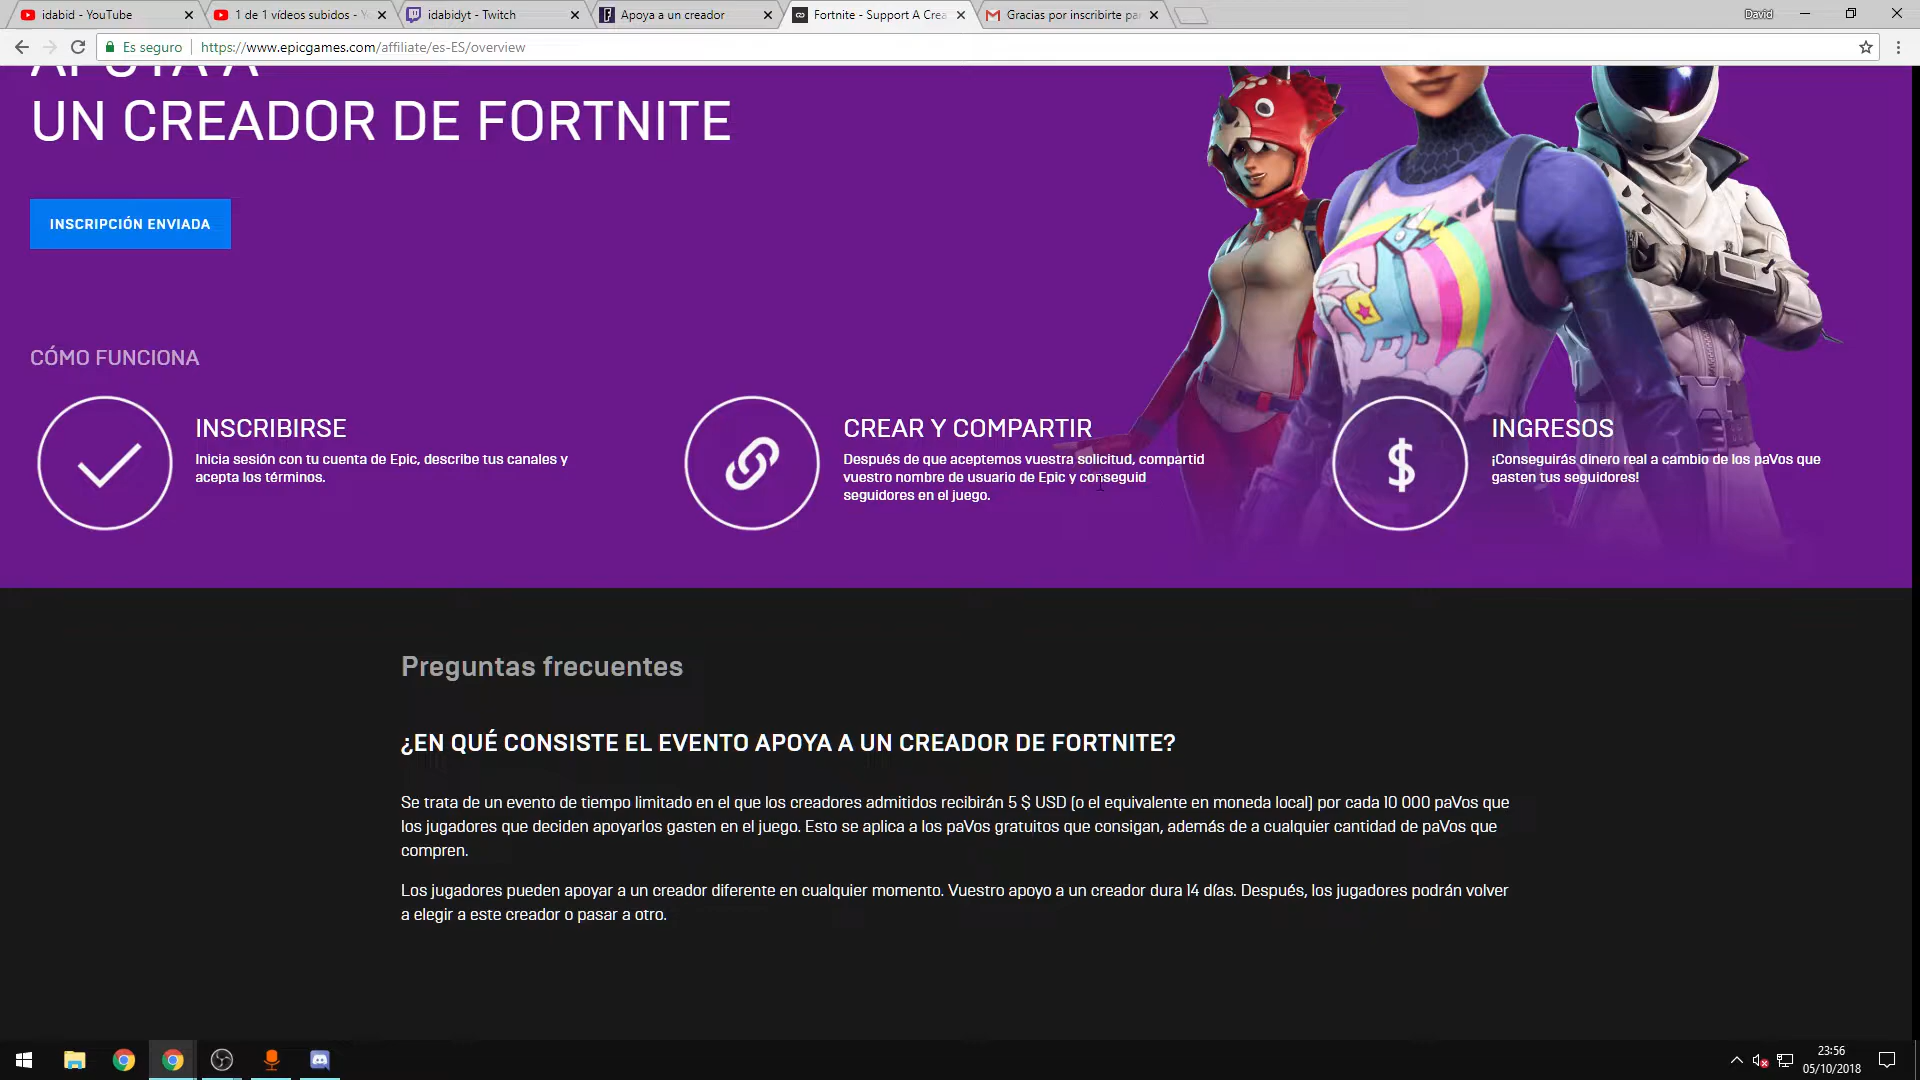 idabid - YouTube
1 de 1 vídeos subidos - Y
idabidyt - Twitch
Apoya a un creador
Fortnite - Support A Crea
Gracias por inscribirte pa
David
Es seguro
https://www.epicgames.com/affiliate/es-ES/overview
APOYA A
UN CREADOR DE FORTNITE
INSCRIPCIÓN ENVIADA
CÓMO FUNCIONA
INSCRIBIRSE
Inicia sesión con tu cuenta de Epic, describe tus canales y
acepta los términos.
CREAR Y COMPARTIR
Después de que aceptemos vuestra solicitud, compartid
vuestro nombre de usuario de Epic y conseguid
seguidores en el juego.
$
INGRESOS
¡Conseguirás dinero real a cambio de los paVos que
gasten tus seguidores!
Preguntas frecuentes
¿EN QUÉ CONSISTE EL EVENTO APOYA A UN CREADOR DE FORTNITE?
Se trata de un evento de tiempo limitado en el que los creadores admitidos recibirán 5 $ USD (o el equivalente en moneda local) por cada 10 000 paVos que
los jugadores que deciden apoyarlos gasten en el juego. Esto se aplica a los paVos gratuitos que consigan, además de a cualquier cantidad de paVos que
compren.
Los jugadores pueden apoyar a un creador diferente en cualquier momento. Vuestro apoyo a un creador dura 14 días. Después, los jugadores podrán volver
a elegir a este creador o pasar a otro.
23:56
05/10/2018